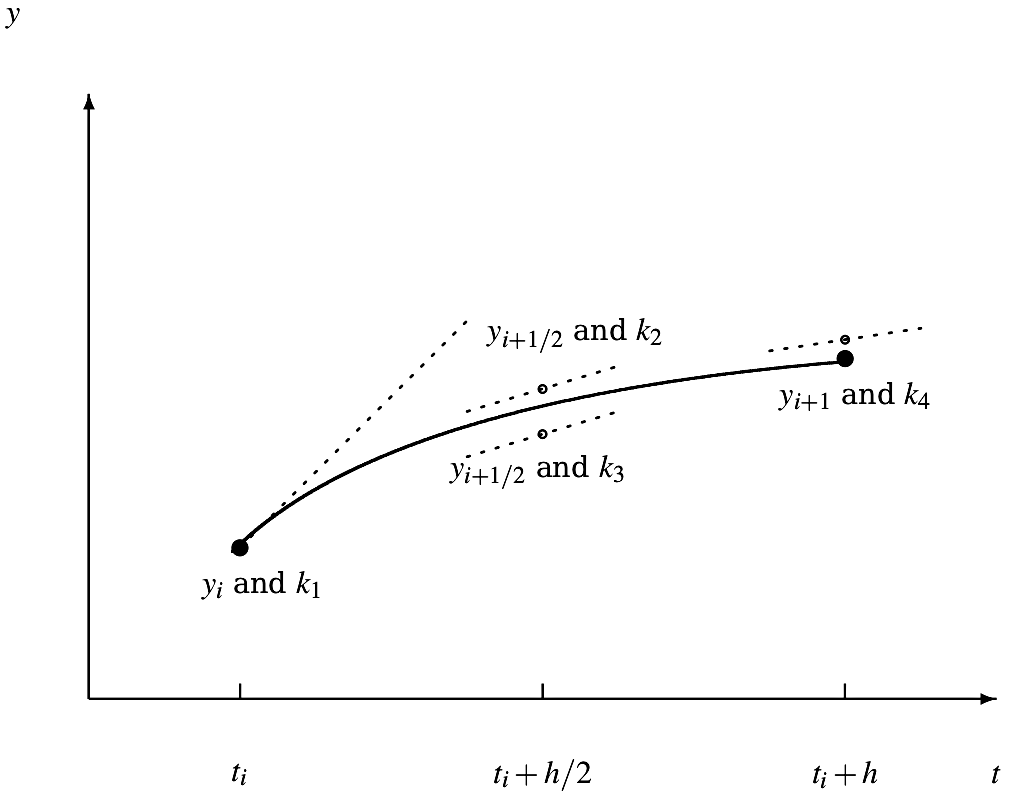 y
y_{i+1/2} and k_2
y_{i+1} and k_4
y_{i+1/2} and k_3
y_i and k_1
t_i
t_i + h/2
t_i + h
t